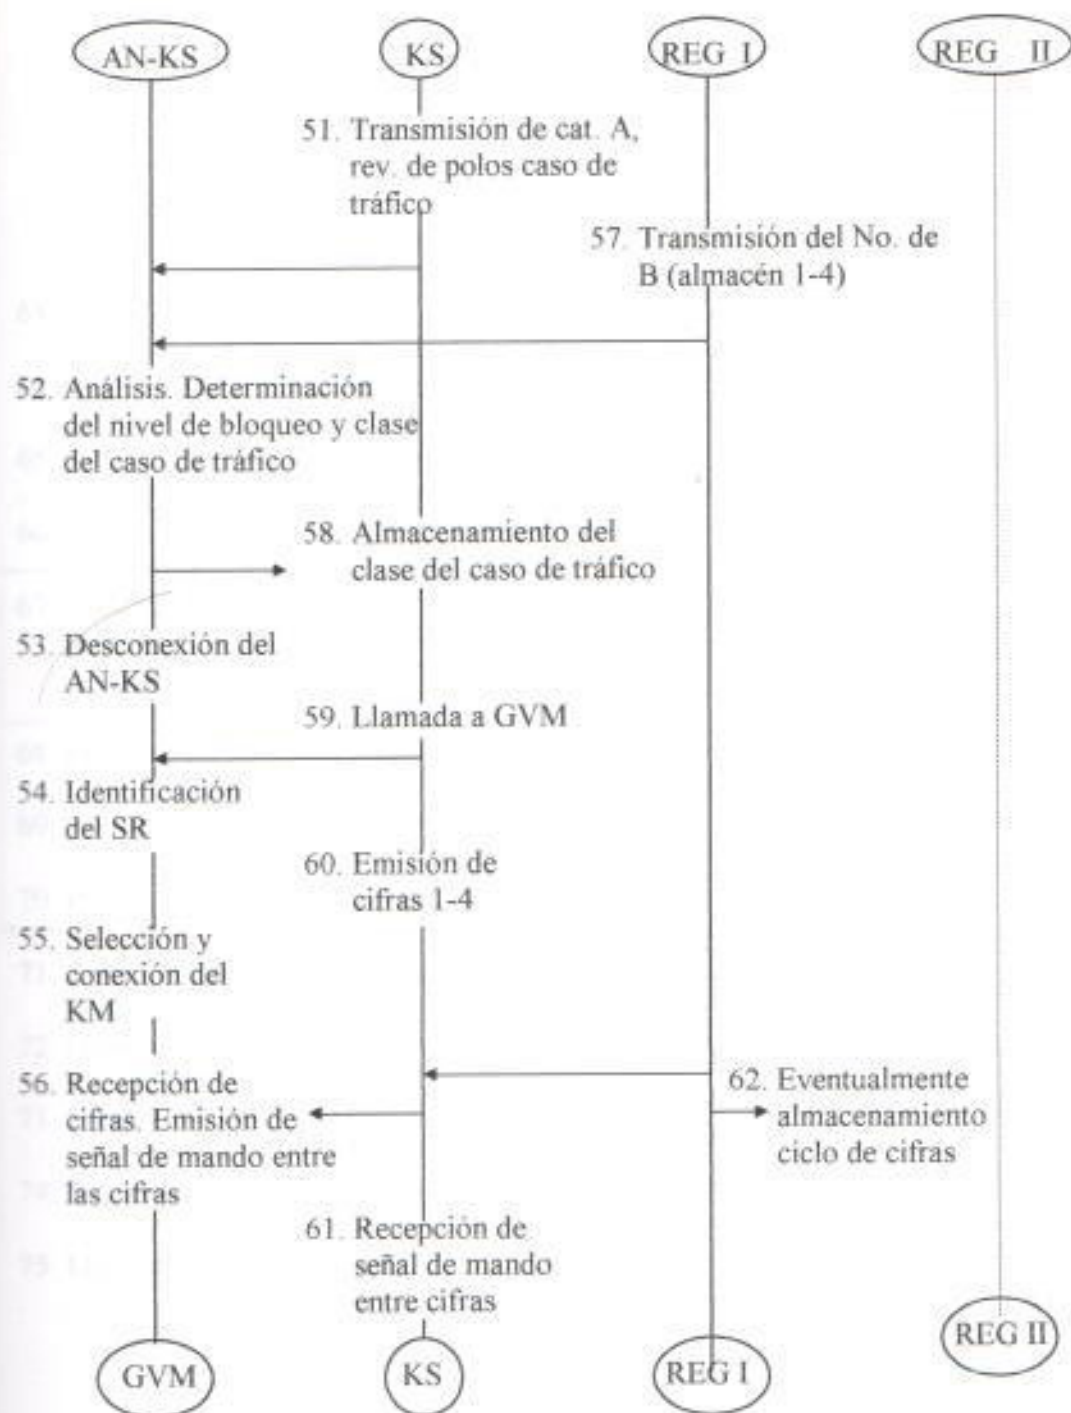 AN-KS
KS
REG I
REG II
51. Transmisión de cat. A,
rev. de polos caso de
tráfico
57. Transmisión del No. de
B (almacén 1-4)
52. Análisis. Determinación
del nivel de bloqueo y clase
del caso de tráfico
58. Almacenamiento del
clase del caso de tráfico
53. Desconexión del
AN-KS
59. Llamada a GVM
54. Identificación
del SR
60. Emisión de
cifras 1-4
55. Selección y
conexión del
KM
56. Recepción de
cifras. Emisión de
señal de mando entre
las cifras
62. Eventualmente
almacenamiento
ciclo de cifras
61. Recepción de
señal de mando
entre cifras
GVM
KS
REG I
REG II